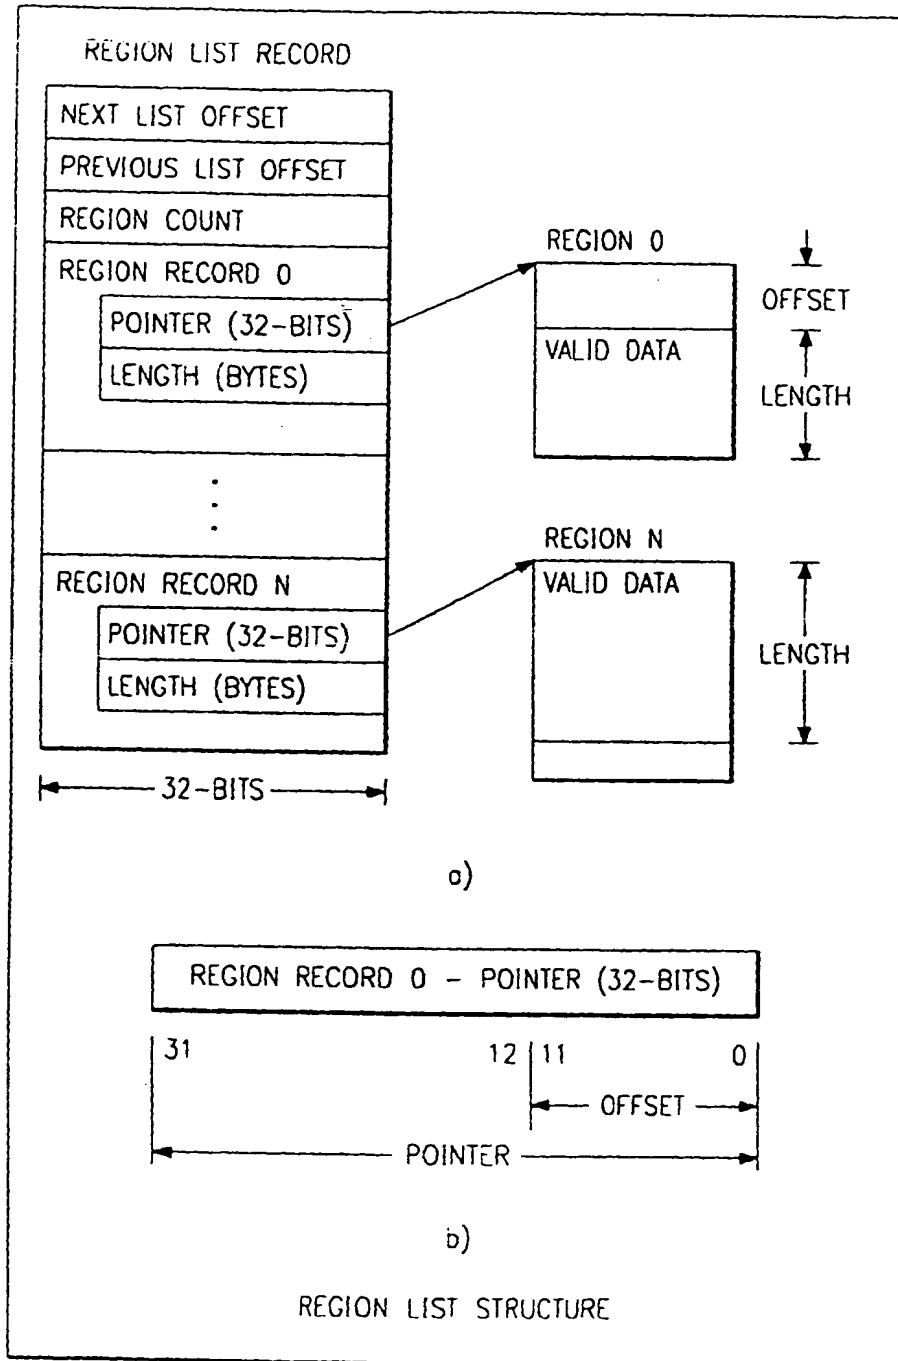 REGION LIST RECORD
NEXT LIST OFFSET
PREVIOUS LIST OFFSET
REGION COUNT
REGION RECORD 0
POINTER (32-BITS)
LENGTH (BYTES)
REGION RECORD N
POINTER (32-BITS)
LENGTH (BYTES)
32-BITS
REGION 0
OFFSET
VALID DATA
LENGTH
REGION N
VALID DATA
LENGTH
a)
REGION RECORD 0 - POINTER (32-BITS)
31 12 11 0
OFFSET
POINTER
b)
REGION LIST STRUCTURE